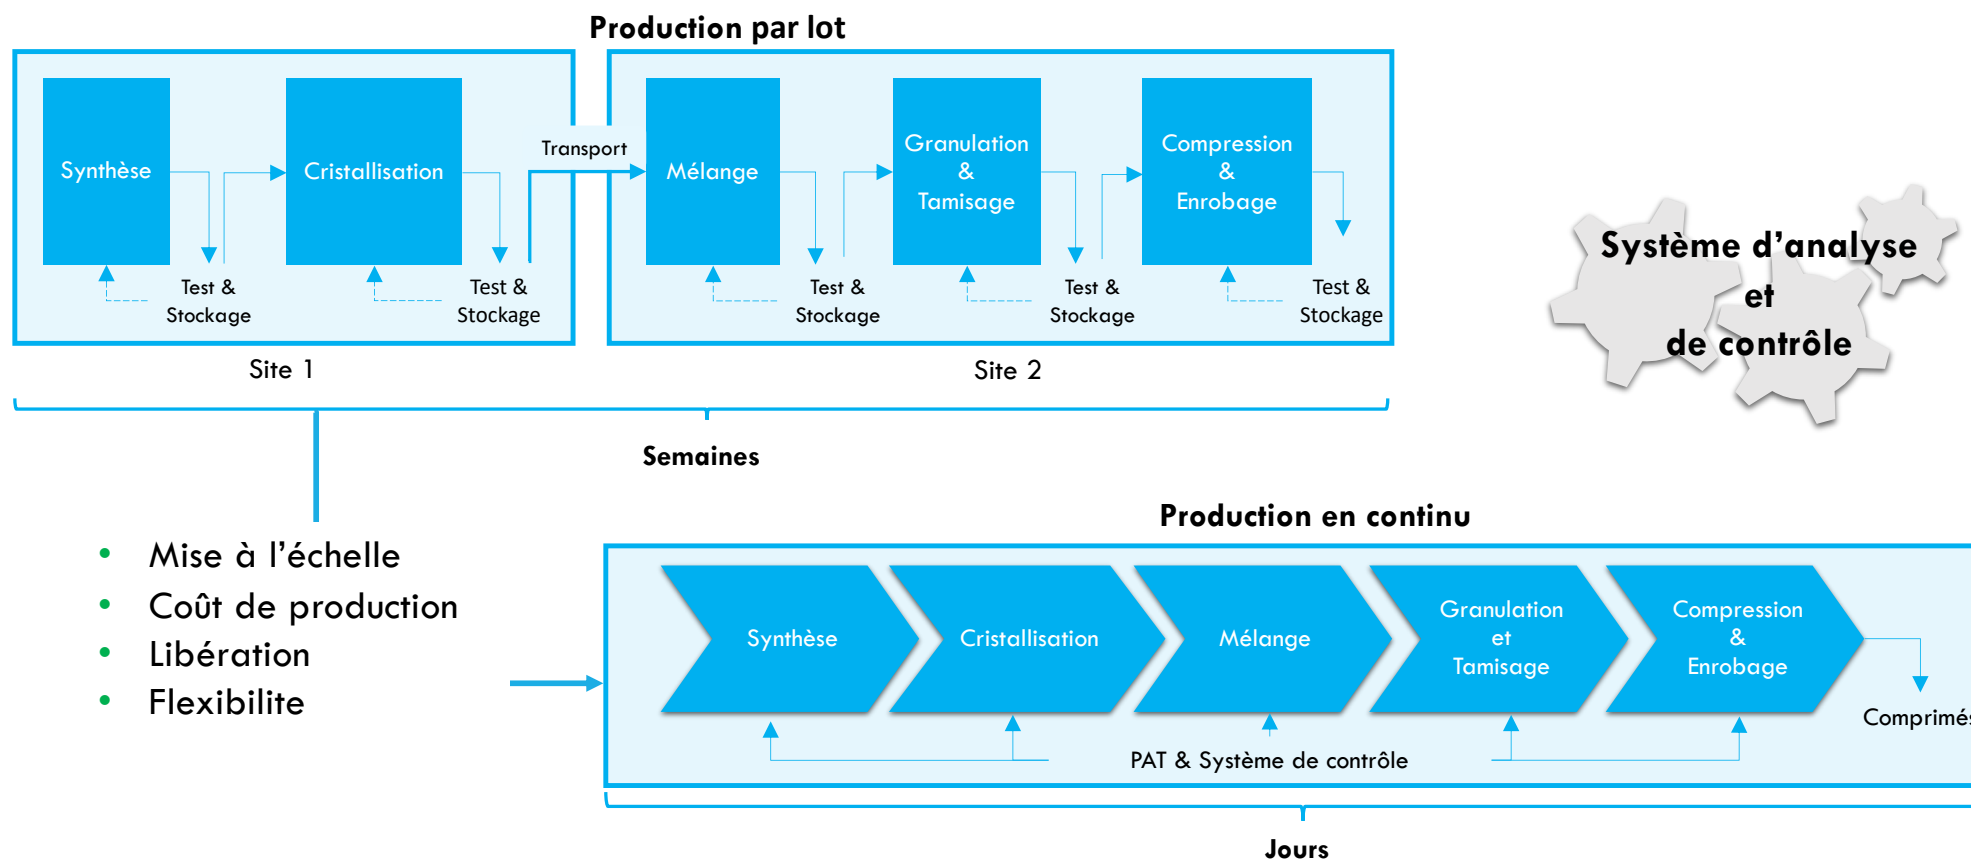 Production par lot
Synthèse
Test &
Stockage
Cristallisation
Test &
Stockage
Transport
Mélange
Test &
Stockage
Granulation
&
Tamisage
Test &
Stockage
Compression
&
Enrobage
Test &
Stockage
Site 1
Site 2
Semaines
Système d’analyse
et
de contrôle
• Mise à l’échelle
• Coût de production
• Libération
• Flexibilite
Production en continu
Synthèse
Cristallisation
Mélange
Granulation
et
Tamisage
Compression
&
Enrobage
Comprimés
PAT & Système de contrôle
Jours